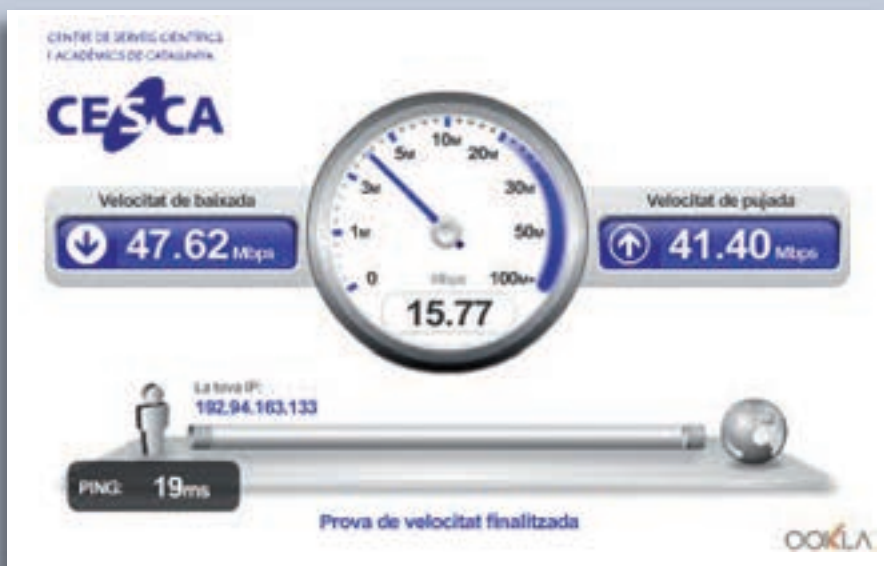 CENTRE DE SERVEIS CIENTÍFICS
I ACADÈMICS DE CATALUNYA
CESCA
Velocitat de baixada
47.62 Mbps
0
1M
3M
5M
10M
20M
30M
50M
100M+
Mbps
15.77
Velocitat de pujada
41.40 Mbps
La teva IP:
192.94.163.133
PING: 19ms
Prova de velocitat finalitzada
OOKLA